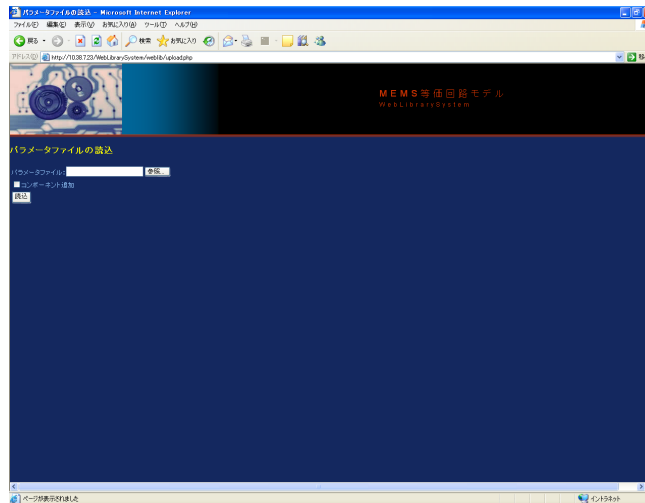 パラメータファイルの読込 - Microsoft Internet Explorer
ファイル(F) 編集(E) 表示(V) お気に入り(A) ツール(T) ヘルプ(H)
戻る 検索 お気に入り
アドレス(D) http://10.38.7.23/WebLibrarySystem/weblib/upload.php 移
MEMS等価回路モデル
WebLibrarySystem
パラメータファイルの読込
パラメータファイル: 参照...
コンポーネント追加
読込
ページが表示されました イントラネット